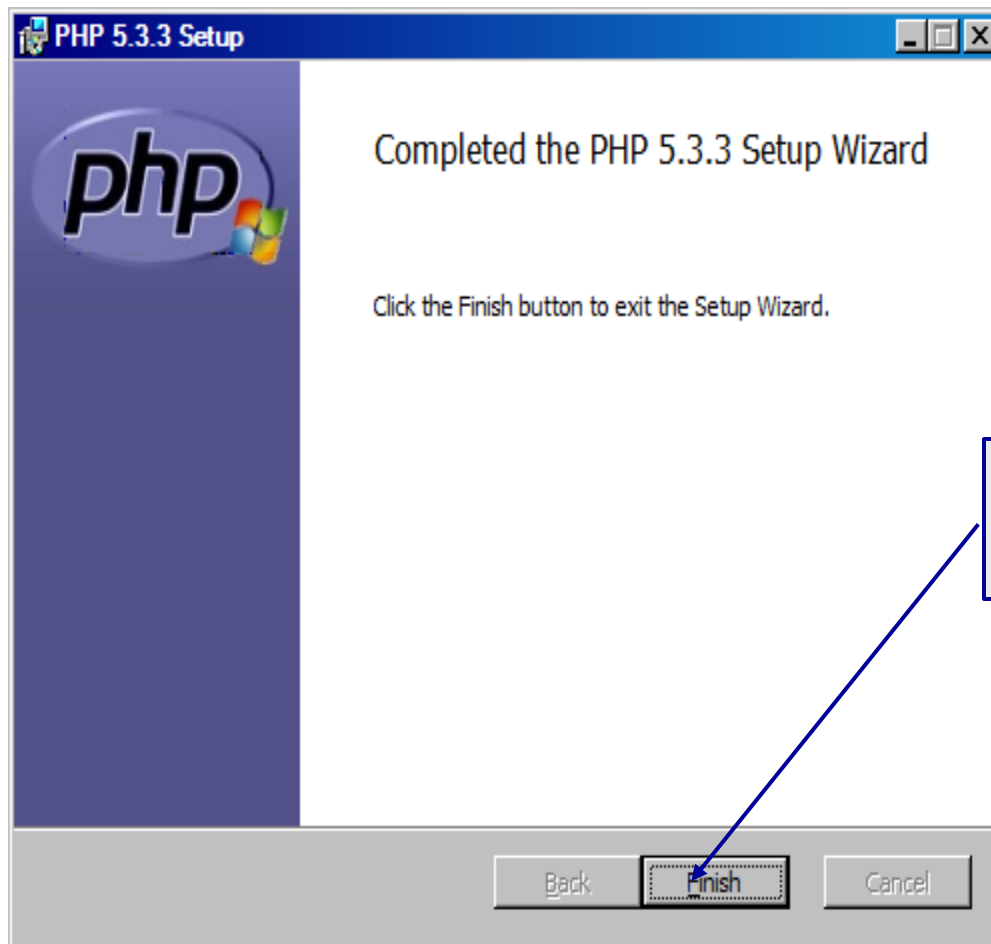 PHP 5.3.3 Setup
php
Completed the PHP 5.3.3 Setup Wizard
Click the Finish button to exit the Setup Wizard.
Back Finish Cancel